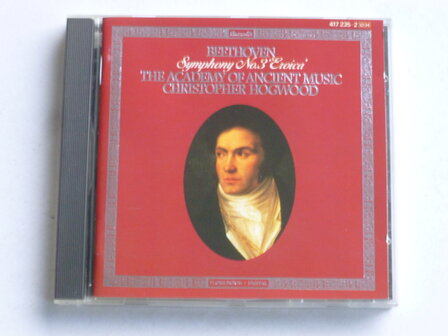 417 235-2
BEETHOVEN
Symphony No.3 'Eroica'
THE ACADEMY OF ANCIENT MUSIC
CHRISTOPHER HOGWOOD